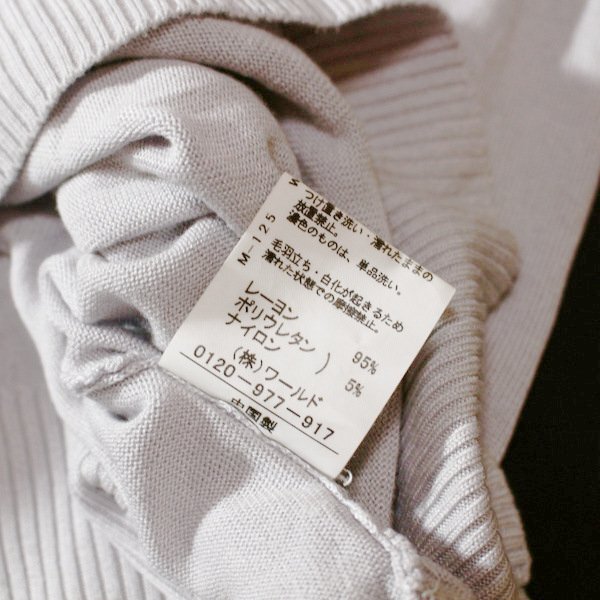 M-125
つけ置き洗い・濡れたままの
放置禁止。
濃色のものは、単品洗い。
毛羽立ち・白化が起きるため
濡れた状態での摩擦禁止。
レーヨン 95%
ポリウレタン )
ナイロン 5%
(株)ワールド
0120-977-917
中国製